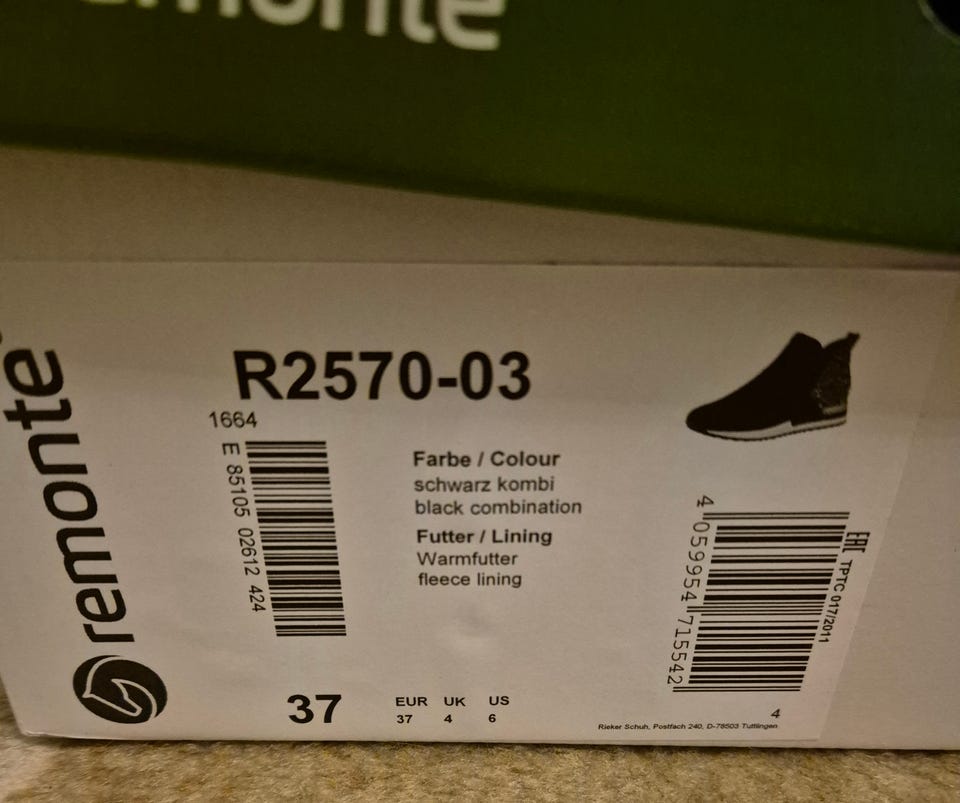 remonte
remonte
R2570-03
1664
E 85105 02612 424
Farbe / Colour
schwarz kombi
black combination
Futter / Lining
Warmfutter
fleece lining
4 059954 715542
EAC TPTC 017/2011
37
EUR UK US
37 4 6
4
Rieker Schuh, Postfach 240, D-78503 Tuttlingen